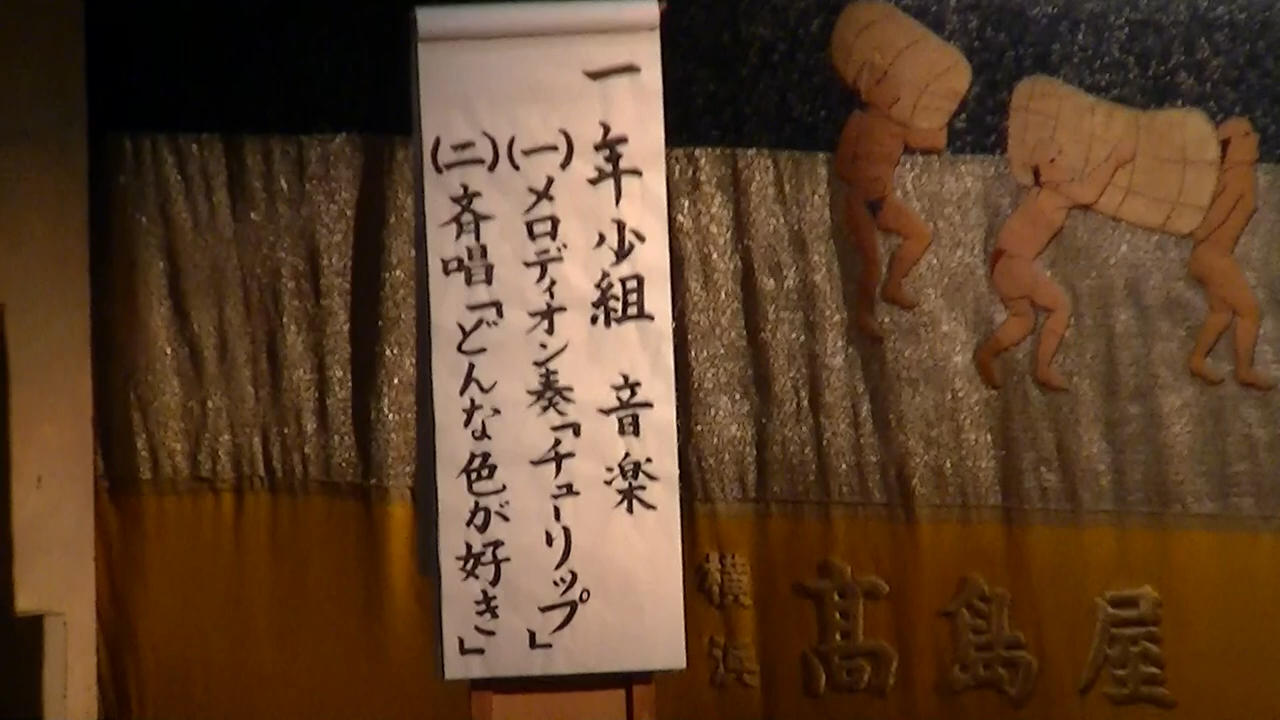 一 年少組 音楽
(一)メロディオン奏「チューリップ」
(二)斉唱「どんな色が好き」
横浜 髙島屋